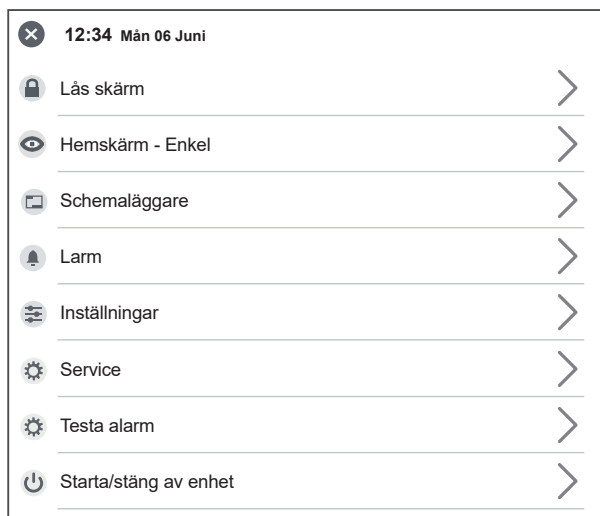 12:34 Mån 06 Juni
Lås skärm
Hemskärm - Enkel
Schemaläggare
Larm
Inställningar
Service
Testa alarm
Starta/stäng av enhet